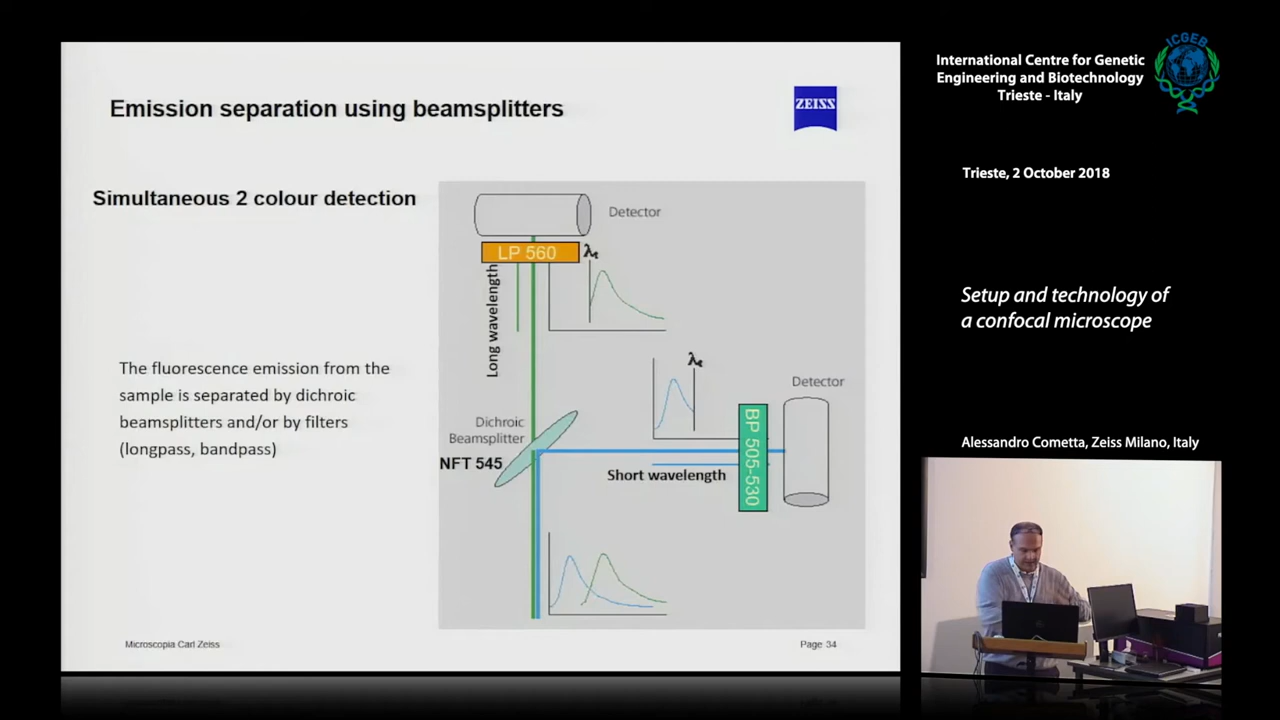 Emission separation using beamsplitters
ZEISS
Simultaneous 2 colour detection
The fluorescence emission from the
sample is separated by dichroic
beamsplitters and/or by filters
(longpass, bandpass)
Detector
LP 560
λt
Long wavelength
Dichroic
Beamsplitter
NFT 545
λt
Detector
BP 505-530
Short wavelength
Microscopia Carl Zeiss
Page 34
International Centre for Genetic
Engineering and Biotechnology
Trieste - Italy
ICGEB
Trieste, 2 October 2018
Setup and technology of
a confocal microscope
Alessandro Cometta, Zeiss Milano, Italy